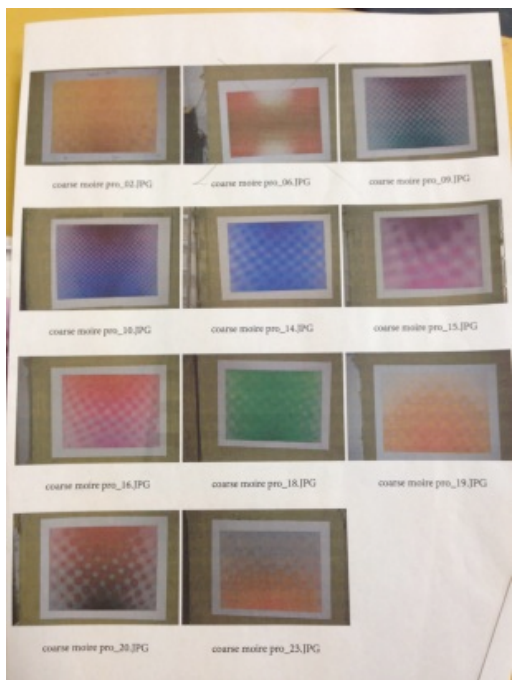 coarse moire pro_02.JPG
coarse moire pro_06.JPG
coarse moire pro_09.JPG
coarse moire pro_10.JPG
coarse moire pro_14.JPG
coarse moire pro_15.JPG
coarse moire pro_16.JPG
coarse moire pro_18.JPG
coarse moire pro_19.JPG
coarse moire pro_20.JPG
coarse moire pro_23.JPG